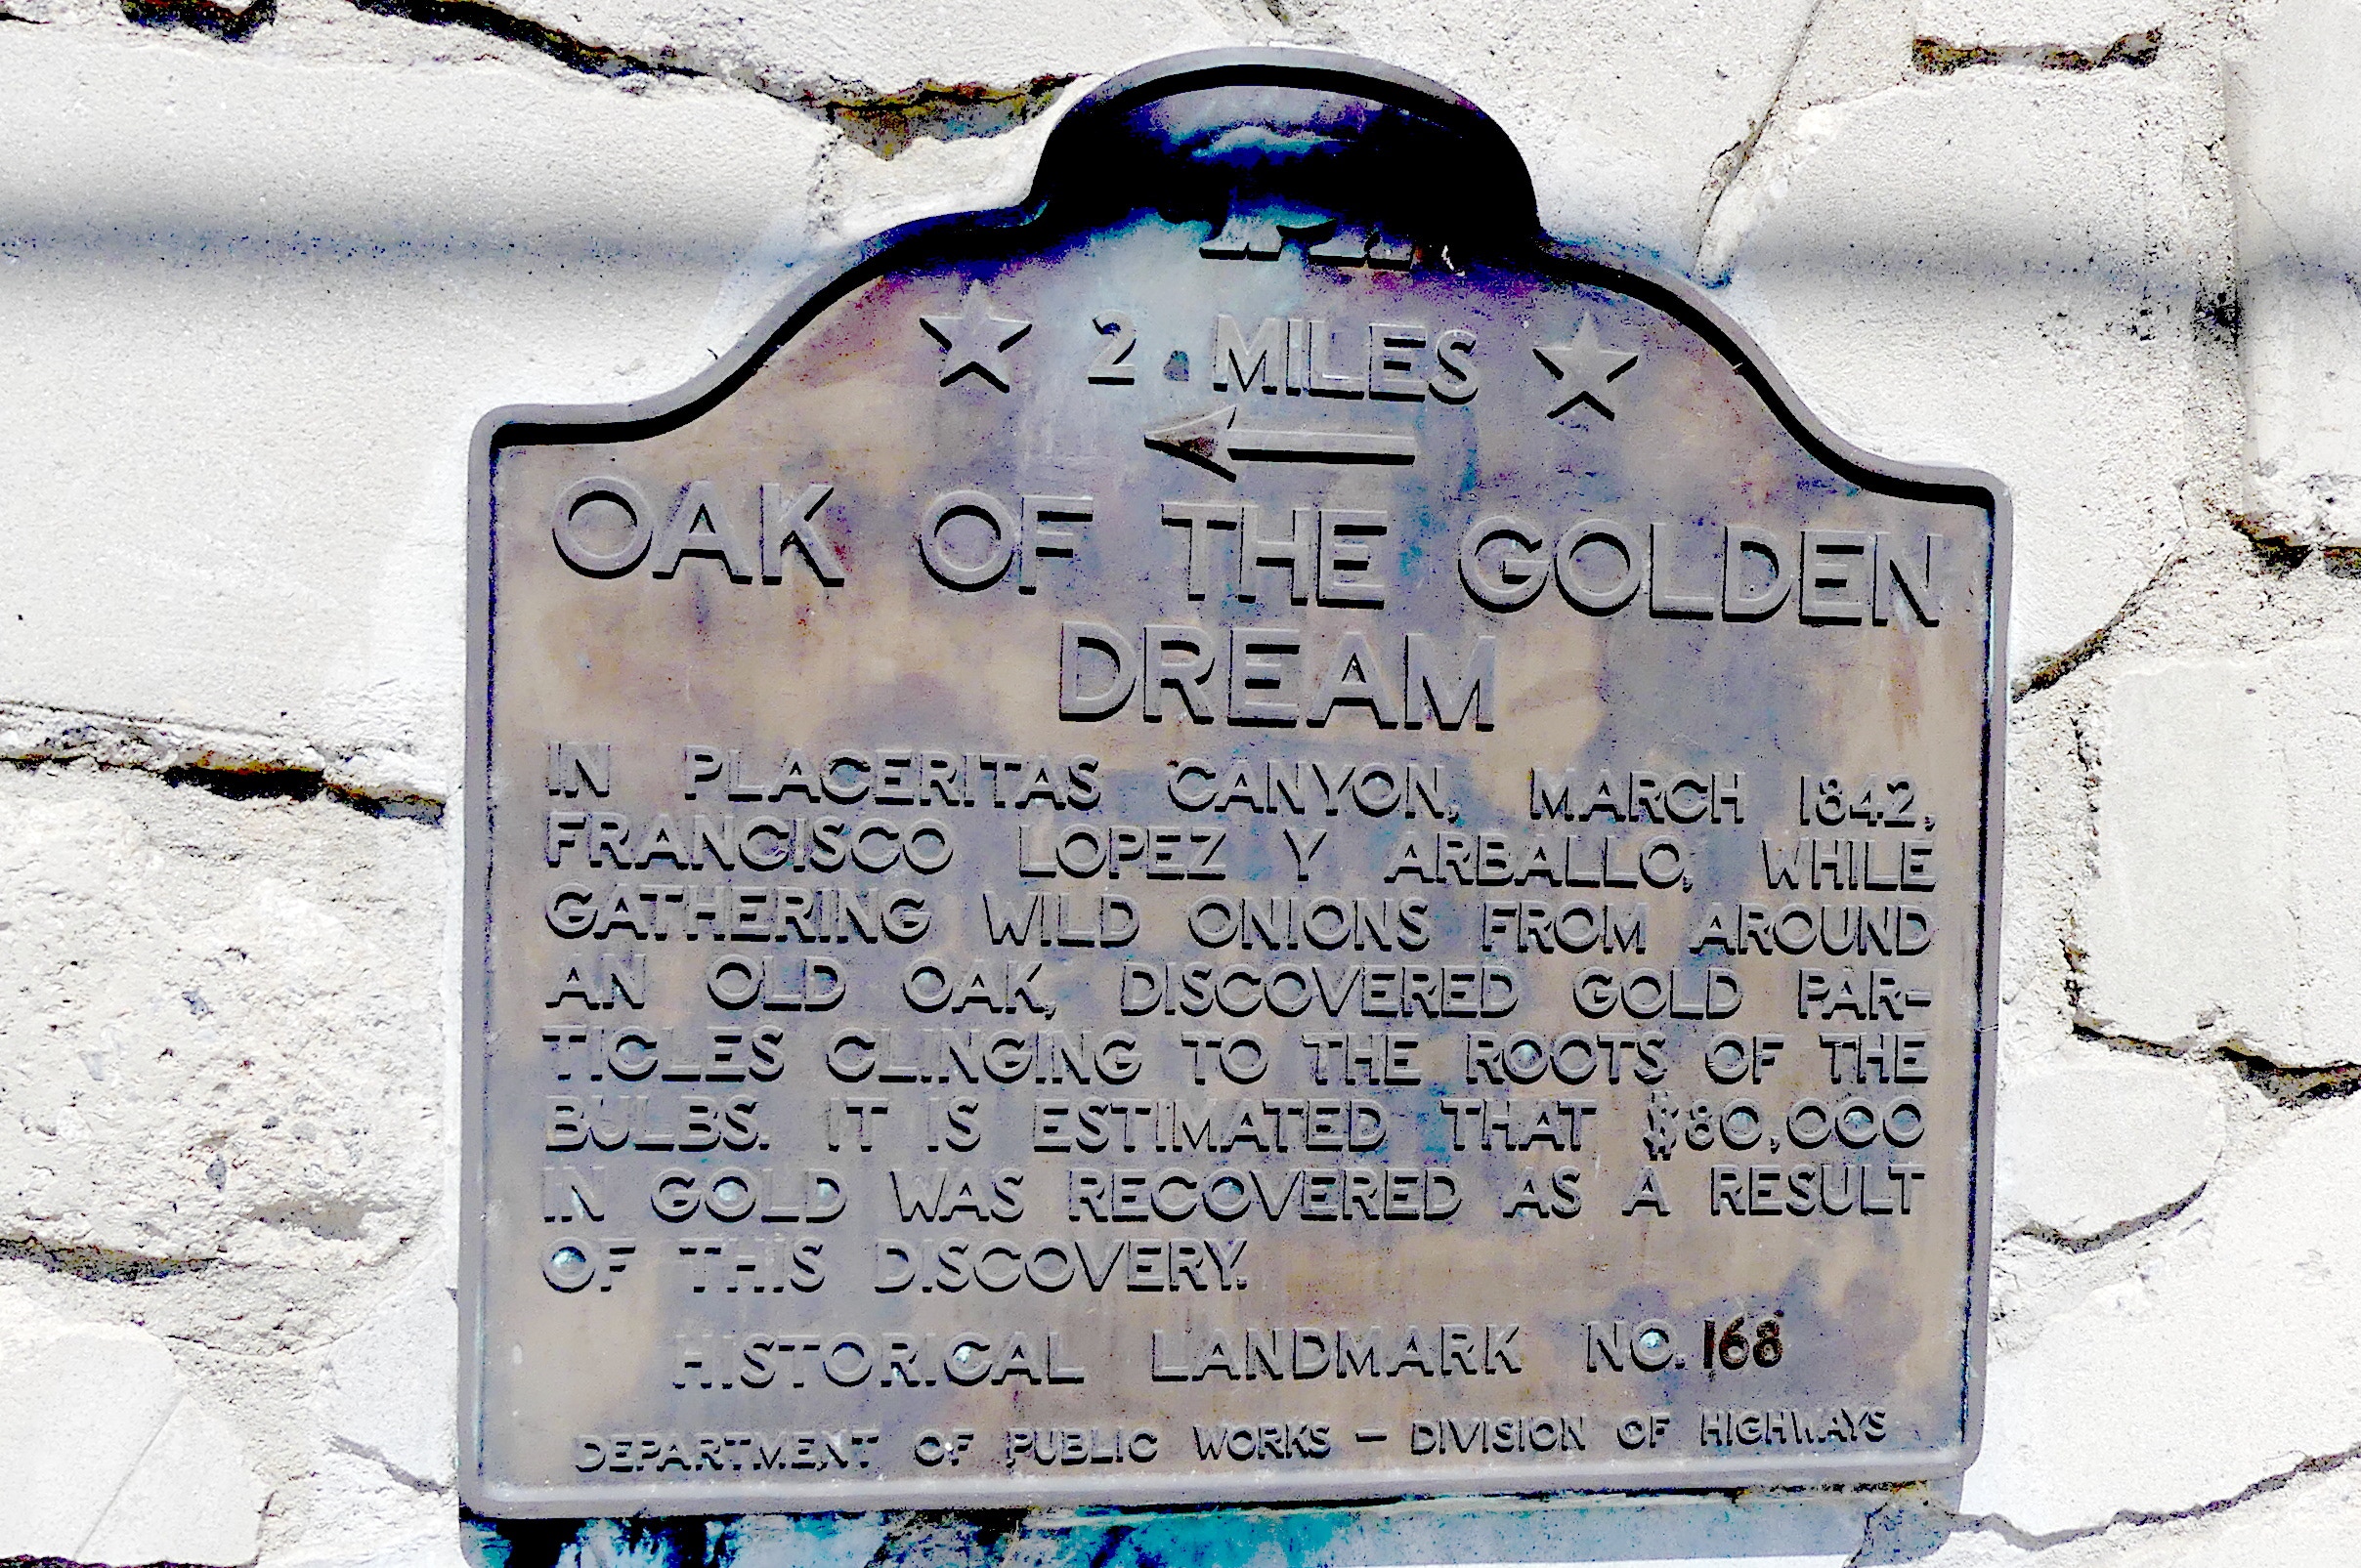 2 MILES
OAK OF THE GOLDEN
DREAM
IN PLACERITAS CANYON, MARCH 1842,
FRANCISCO LOPEZ Y ARBALLO, WHILE
GATHERING WILD ONIONS FROM AROUND
AN OLD OAK, DISCOVERED GOLD PAR-
TICLES CLINGING TO THE ROOTS OF THE
BULBS. IT IS ESTIMATED THAT $80,000
IN GOLD WAS RECOVERED AS A RESULT
OF THIS DISCOVERY.
HISTORICAL LANDMARK NO. 168
DEPARTMENT OF PUBLIC WORKS – DIVISION OF HIGHWAYS